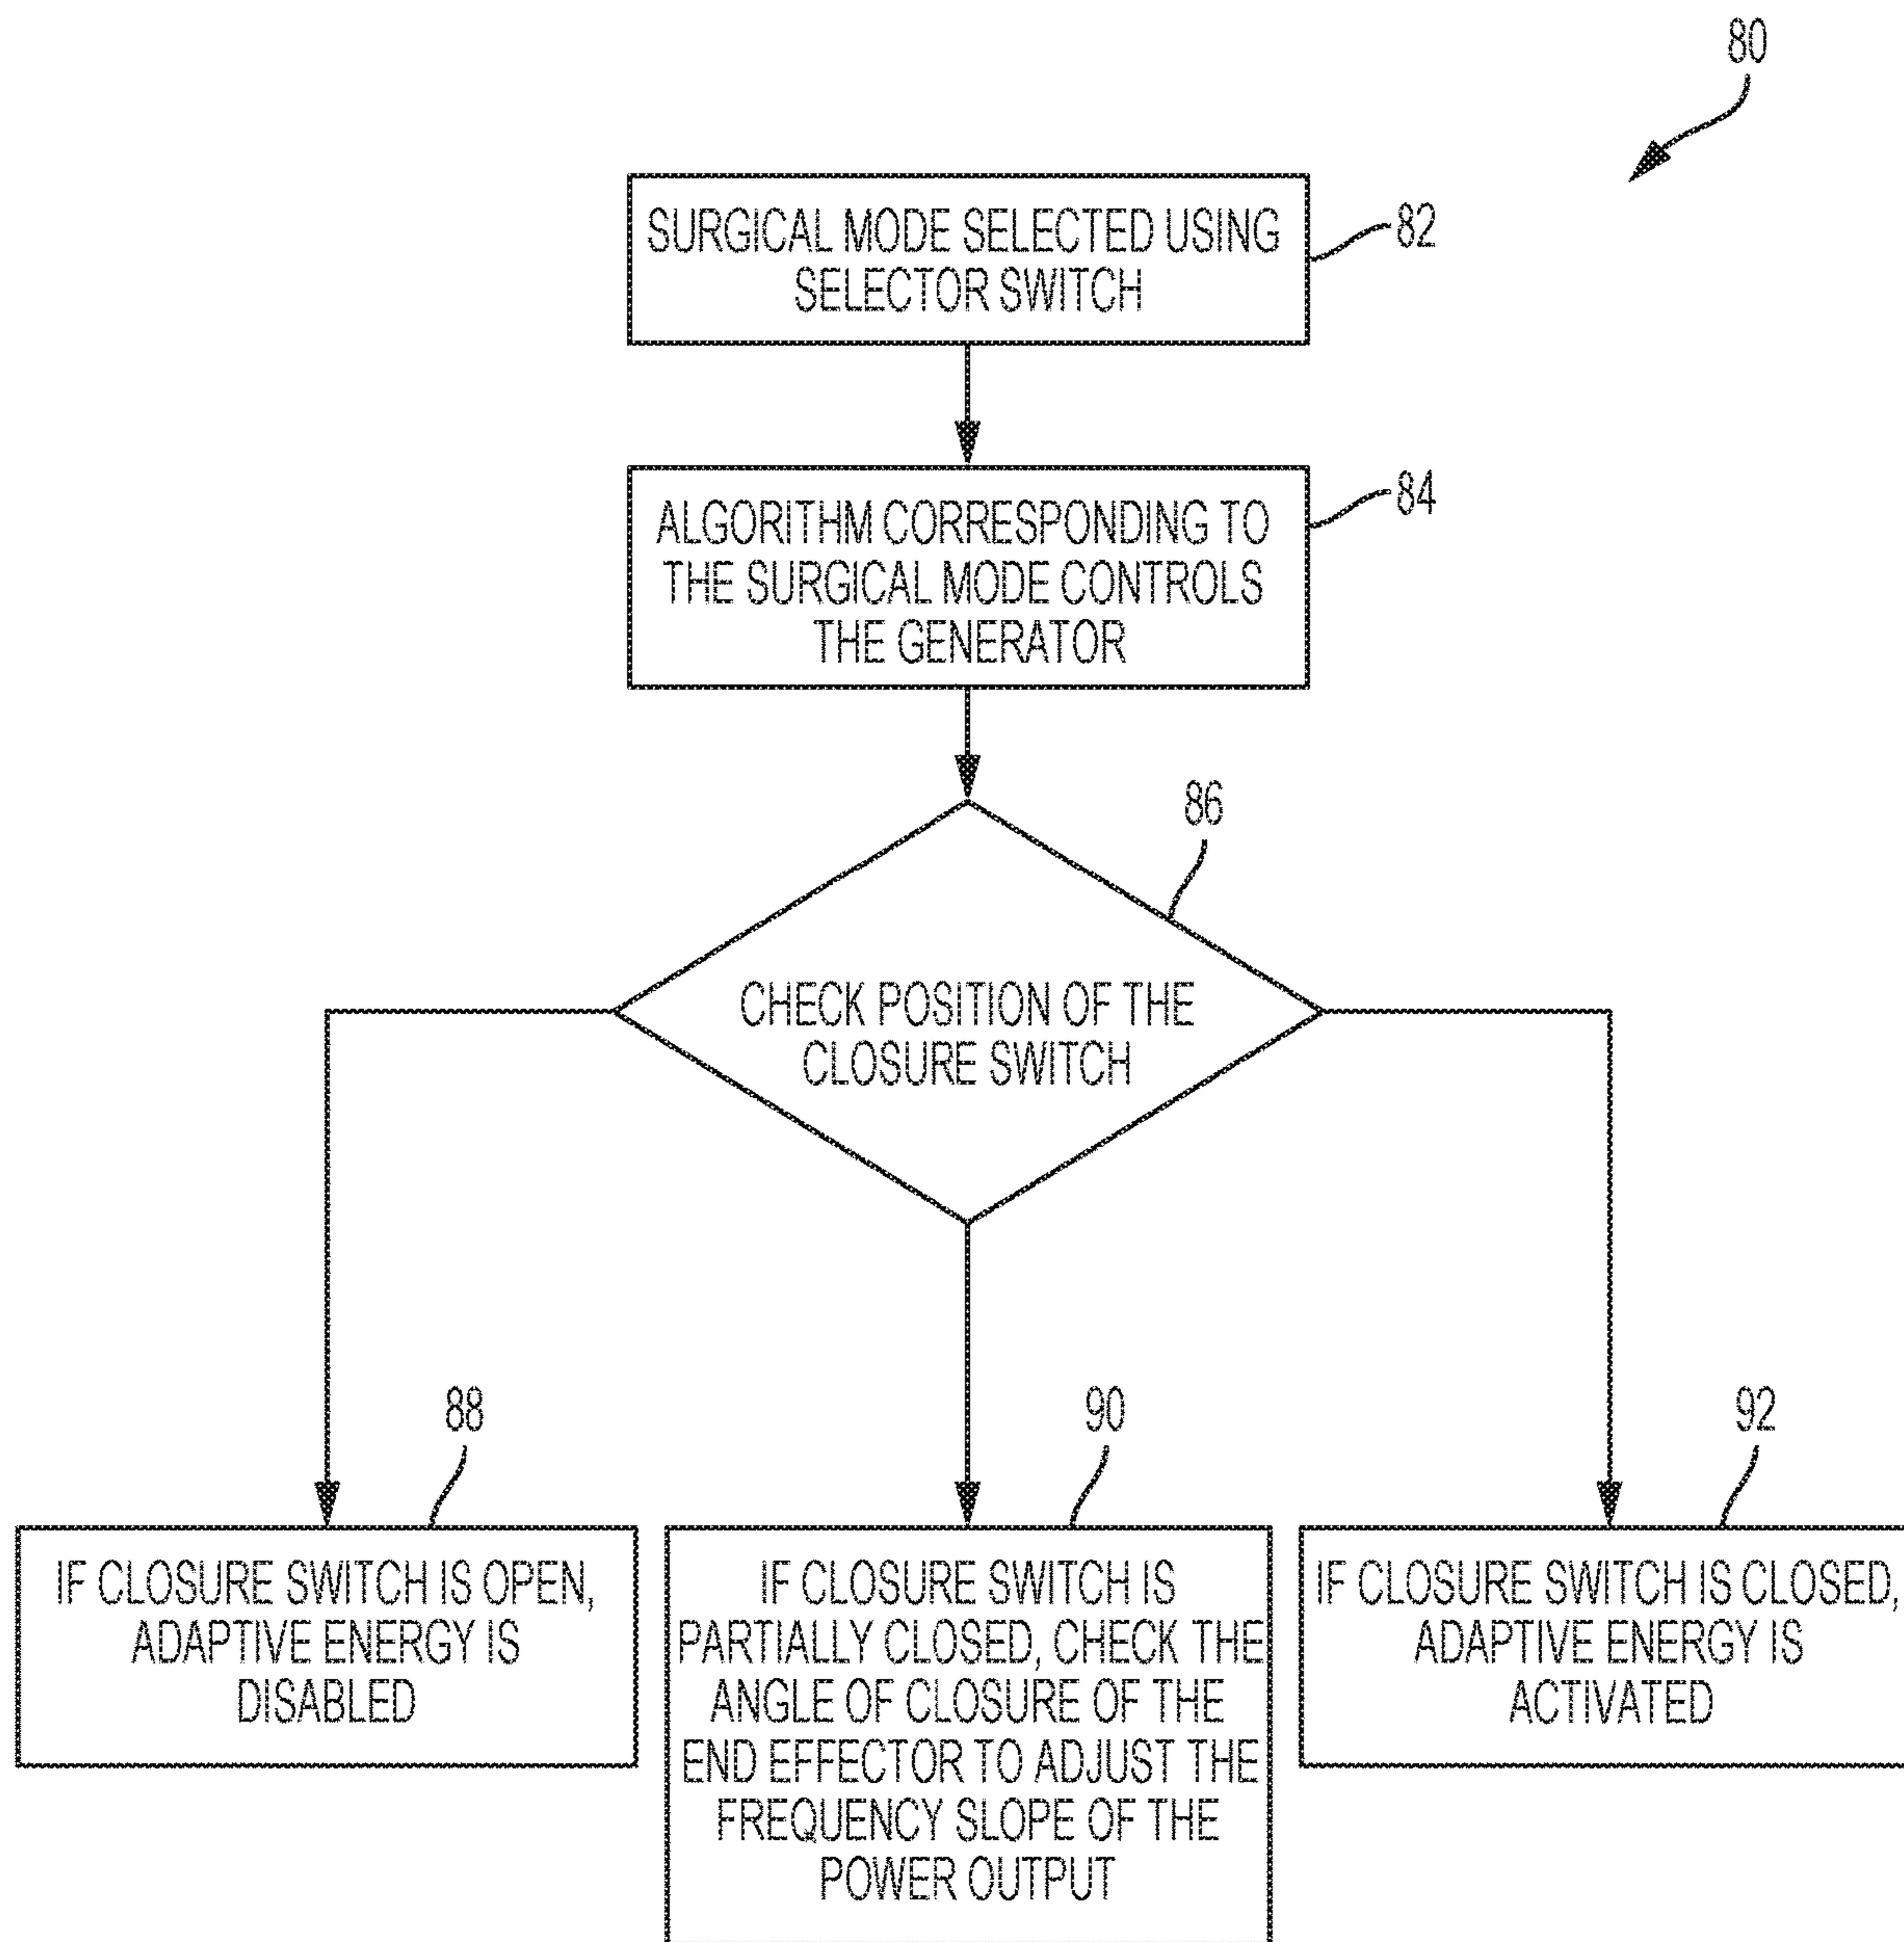 80
SURGICAL MODE SELECTED USING
SELECTOR SWITCH
82
ALGORITHM CORRESPONDING TO
THE SURGICAL MODE CONTROLS
THE GENERATOR
84
86
CHECK POSITION OF THE
CLOSURE SWITCH
88
IF CLOSURE SWITCH IS OPEN,
ADAPTIVE ENERGY IS
DISABLED
90
IF CLOSURE SWITCH IS
PARTIALLY CLOSED, CHECK THE
ANGLE OF CLOSURE OF THE
END EFFECTOR TO ADJUST THE
FREQUENCY SLOPE OF THE
POWER OUTPUT
92
IF CLOSURE SWITCH IS CLOSED,
ADAPTIVE ENERGY IS
ACTIVATED